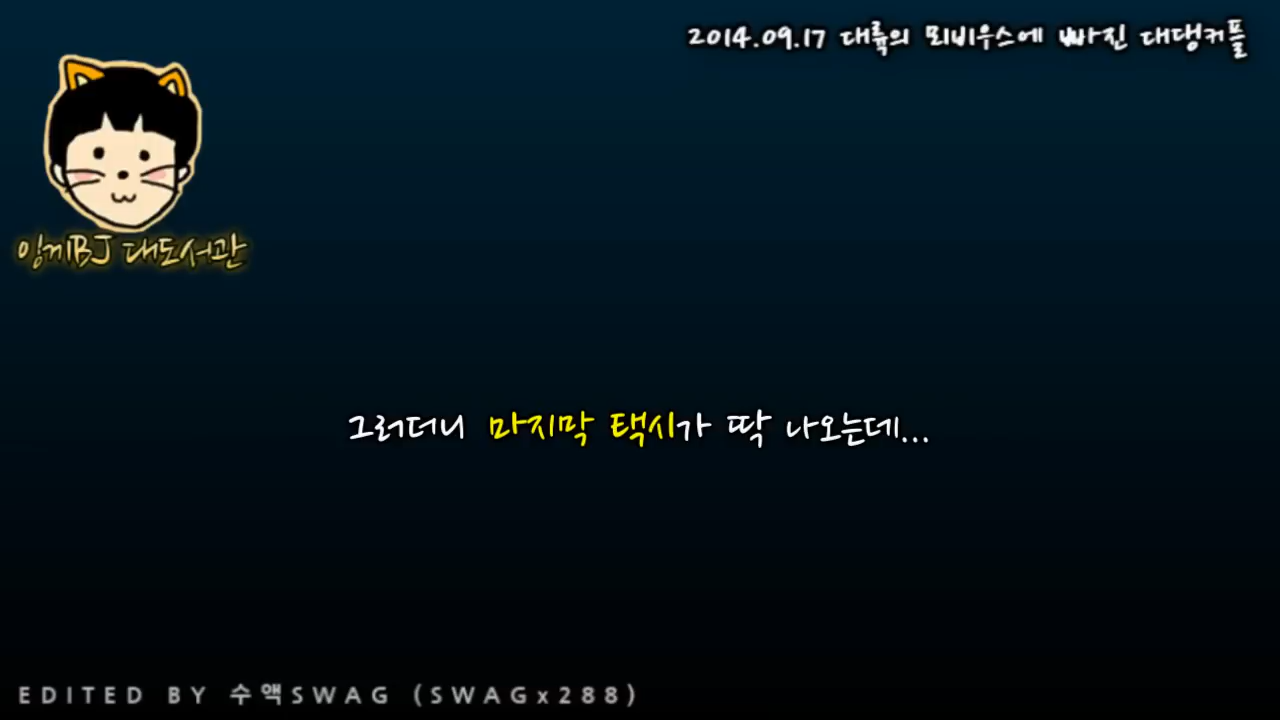 2014.09.17 대륙의 뫼비우스에 빠진 대댕커플
잉끼BJ 대도서관
그러더니 마지막 택시가 딱 나오는데...
EDITED BY 수액SWAG (SWAGx288)